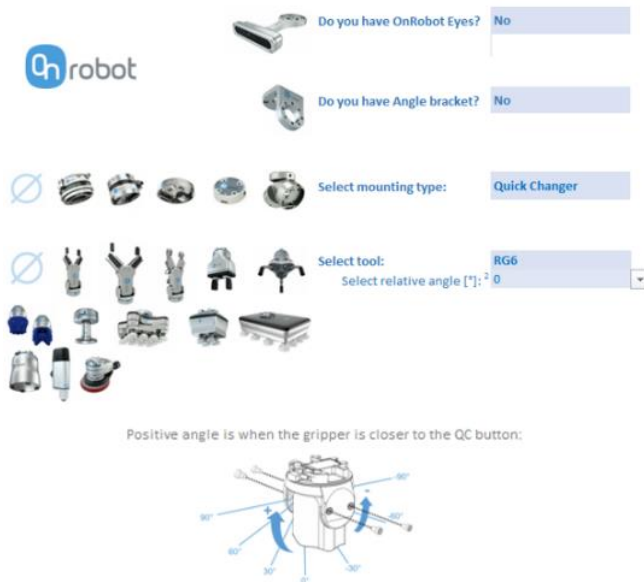 Do you have OnRobot Eyes? No
On robot
Do you have Angle bracket? No
Select mounting type: Quick Changer
Select tool: RG6
Select relative angle [°]: 2 0
Positive angle is when the gripper is closer to the QC button:
-90°
90° + -
60° -60°
30° -30°
0°